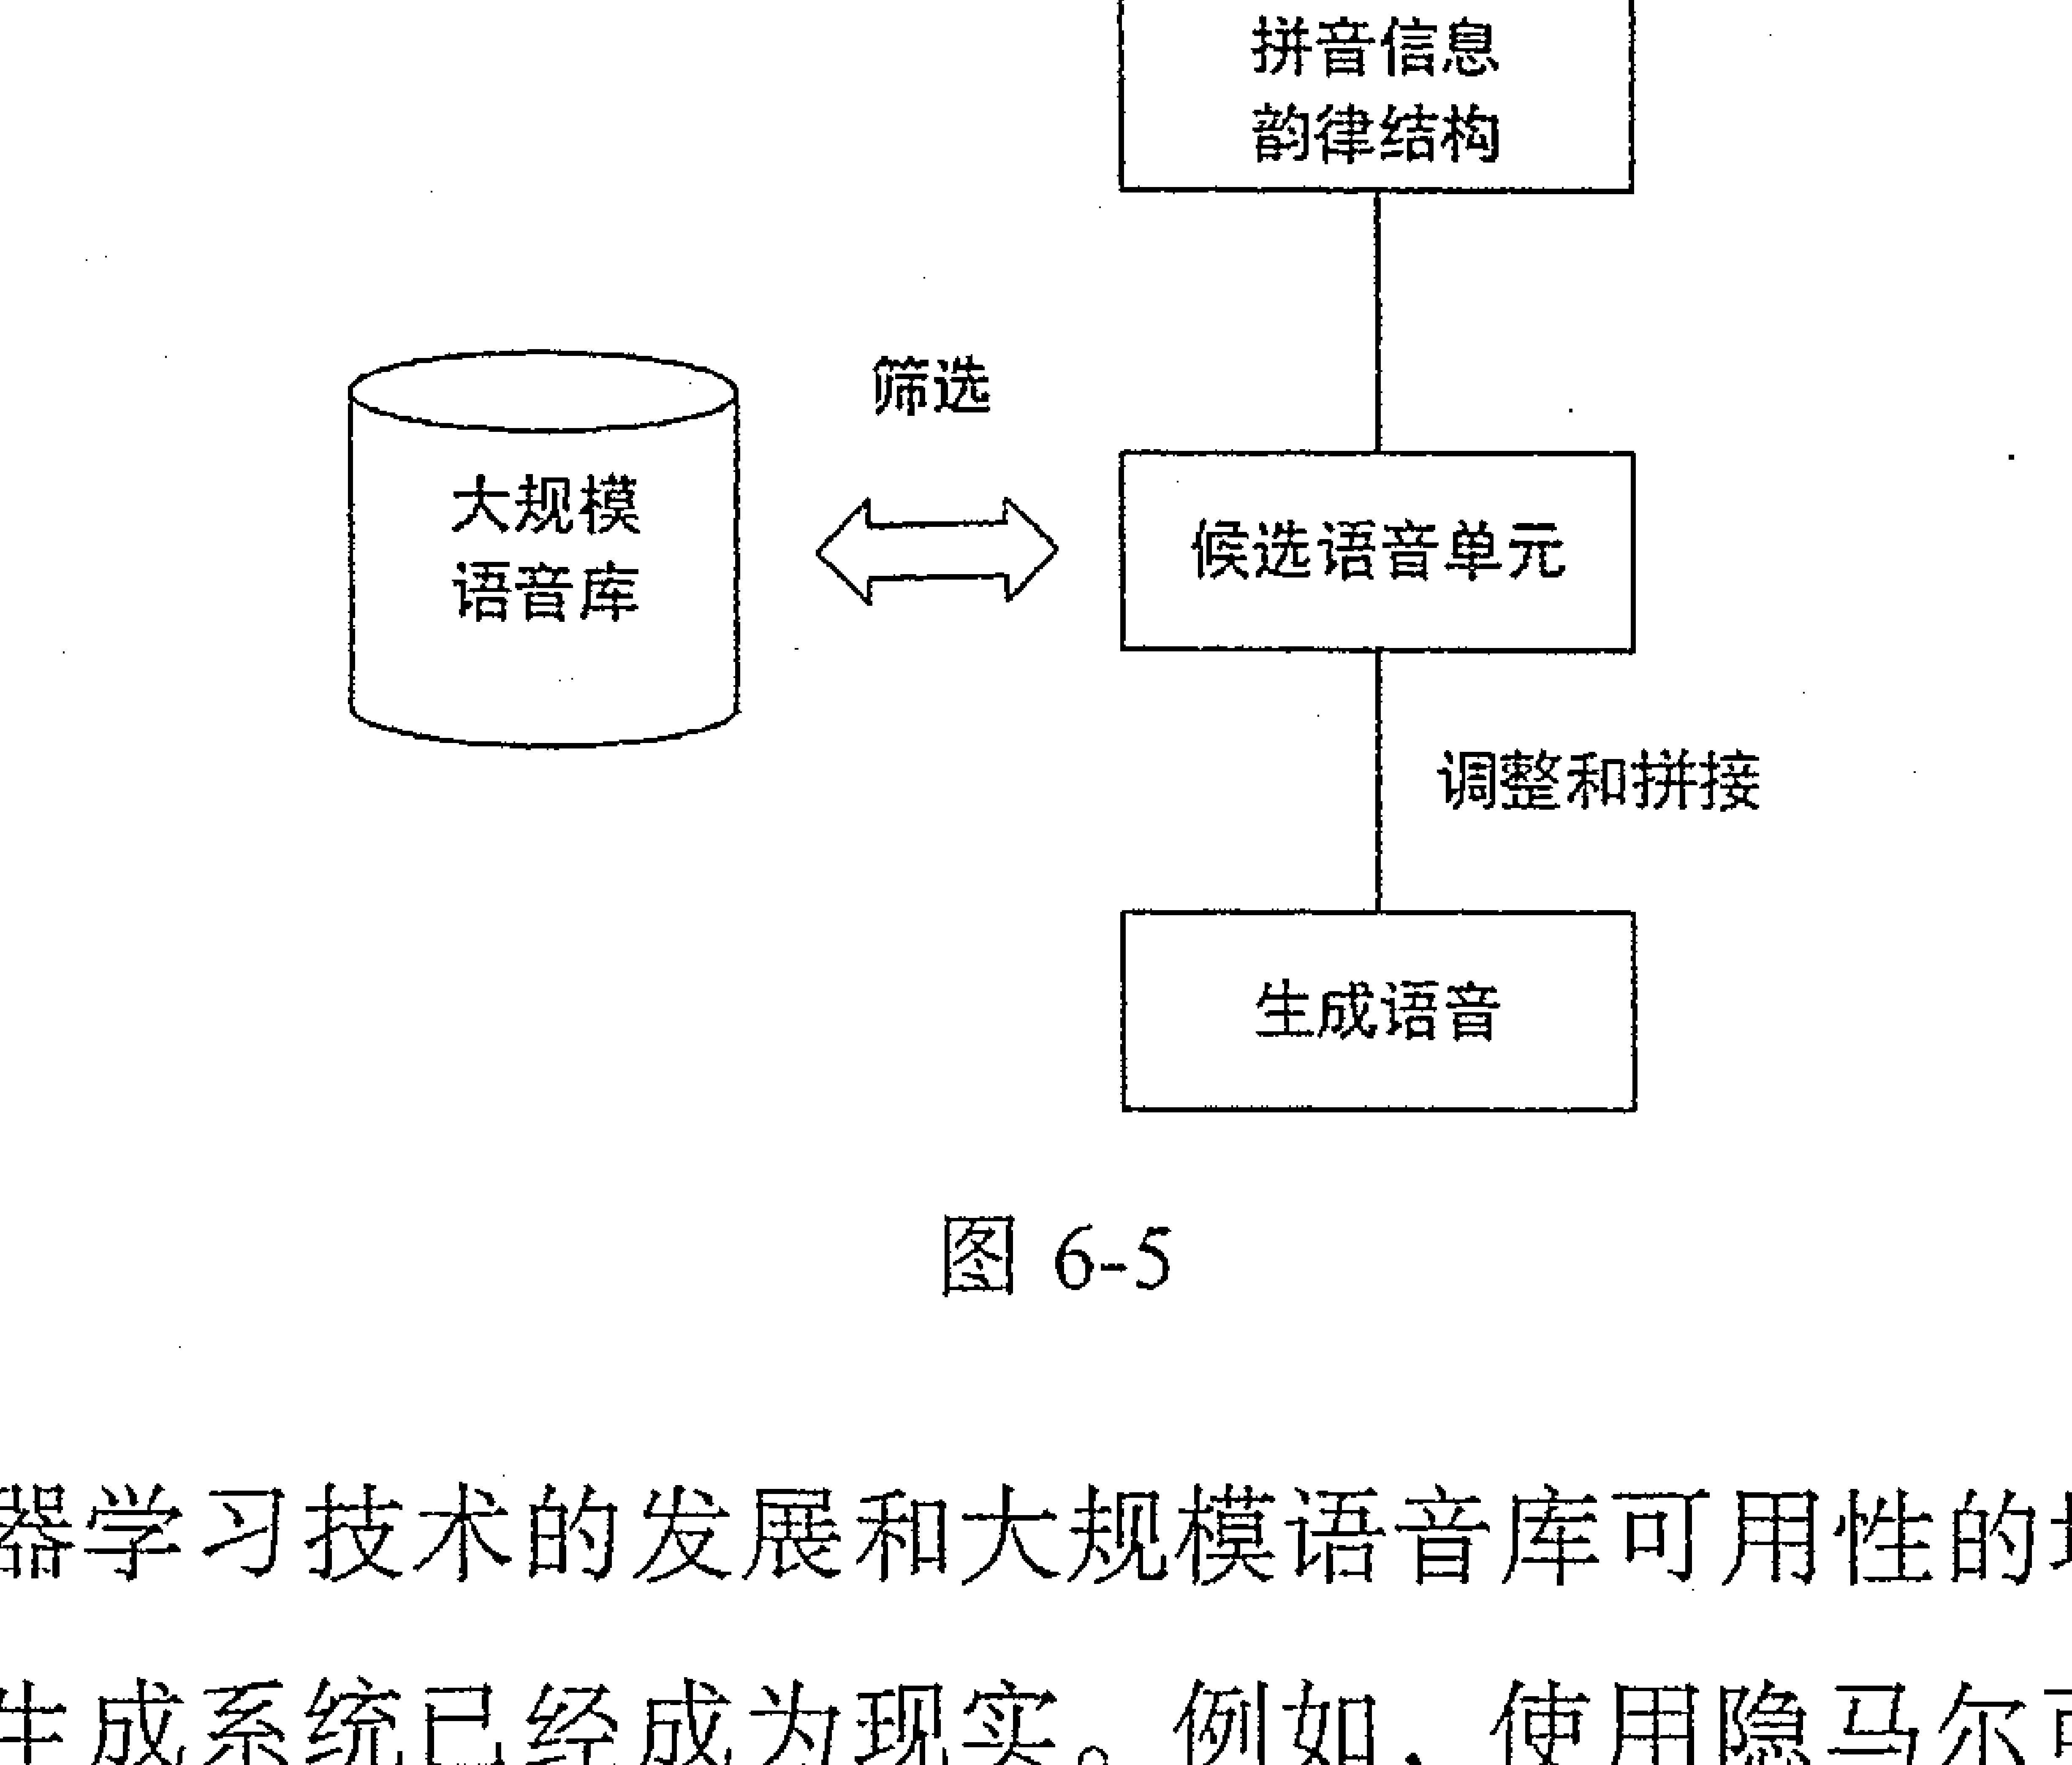 拼音信息
韵律结构
筛选
大规模
语音库
候选语音单元
调整和拼接
生成语音
图 6-5
器学习技术的发展和大规模语音库可用性的
生成系统已经成为现实。例如，使用隐马尔可